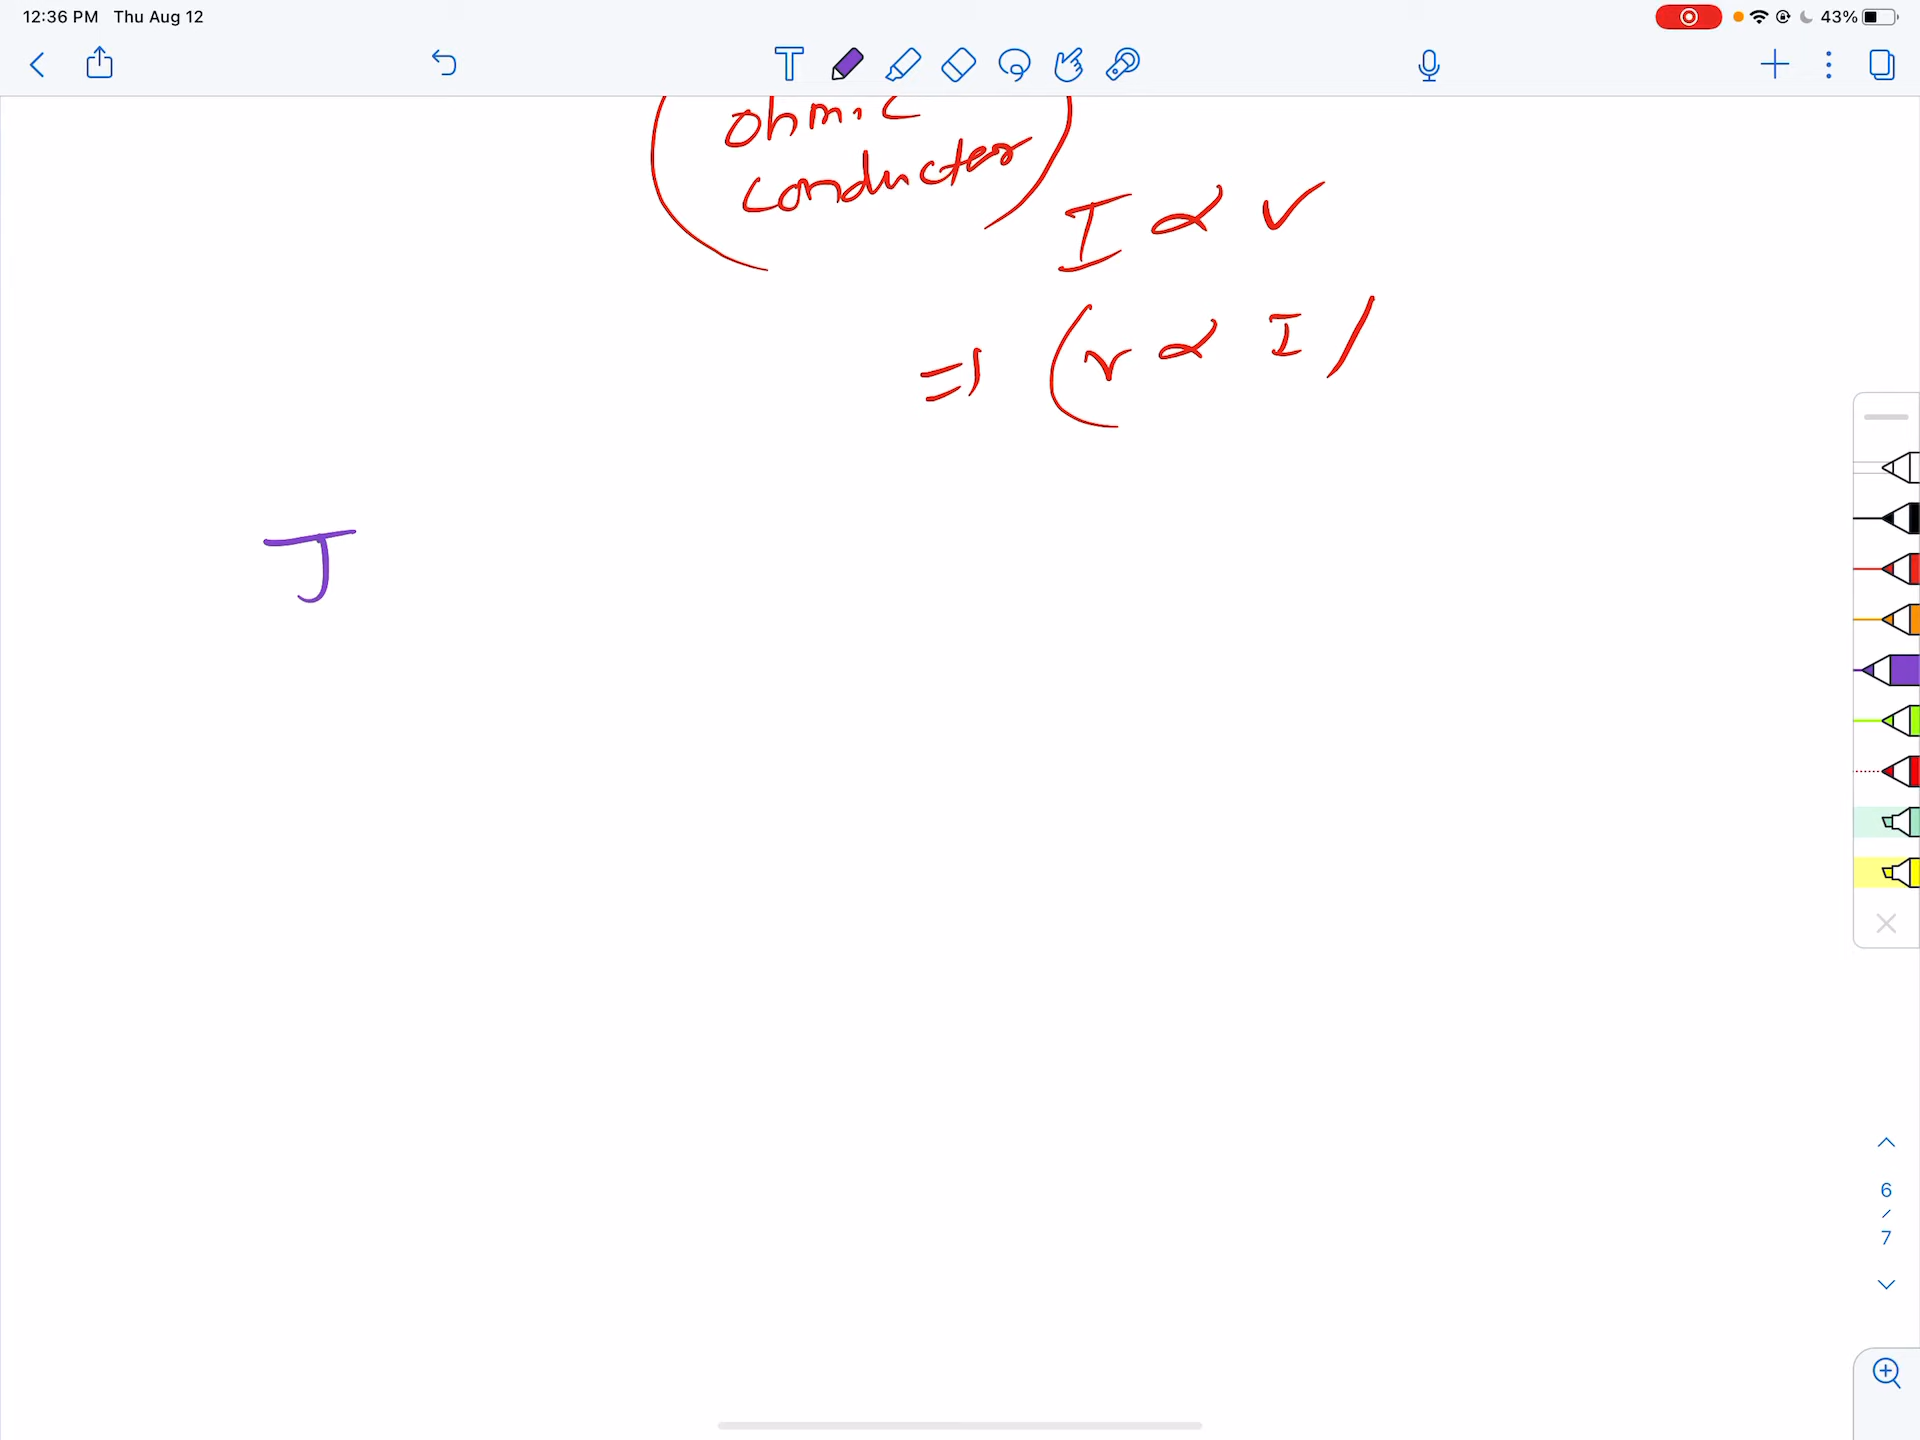 12:36 PM Thu Aug 12
43%
ohmic
conductor
I ∝ V
⇒ (V ∝ I)
J
6
/
7